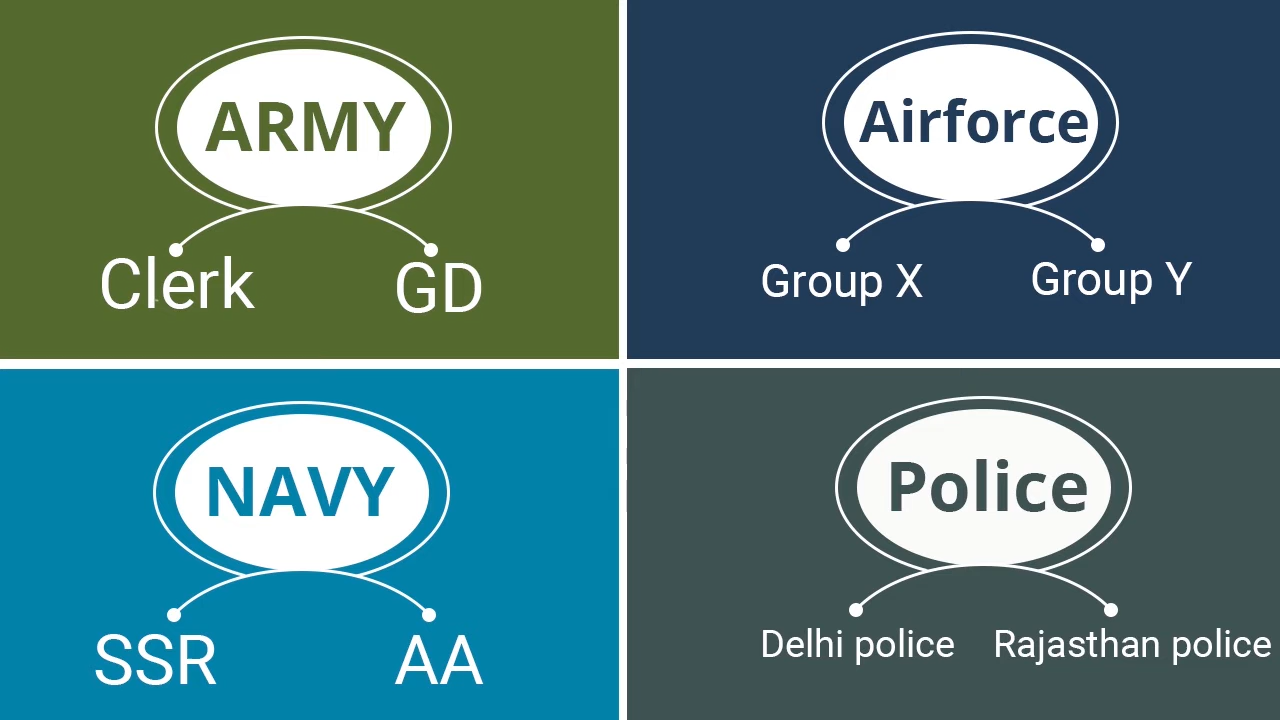 ARMY
Clerk
GD
Airforce
Group X
Group Y
NAVY
SSR
AA
Police
Delhi police
Rajasthan police